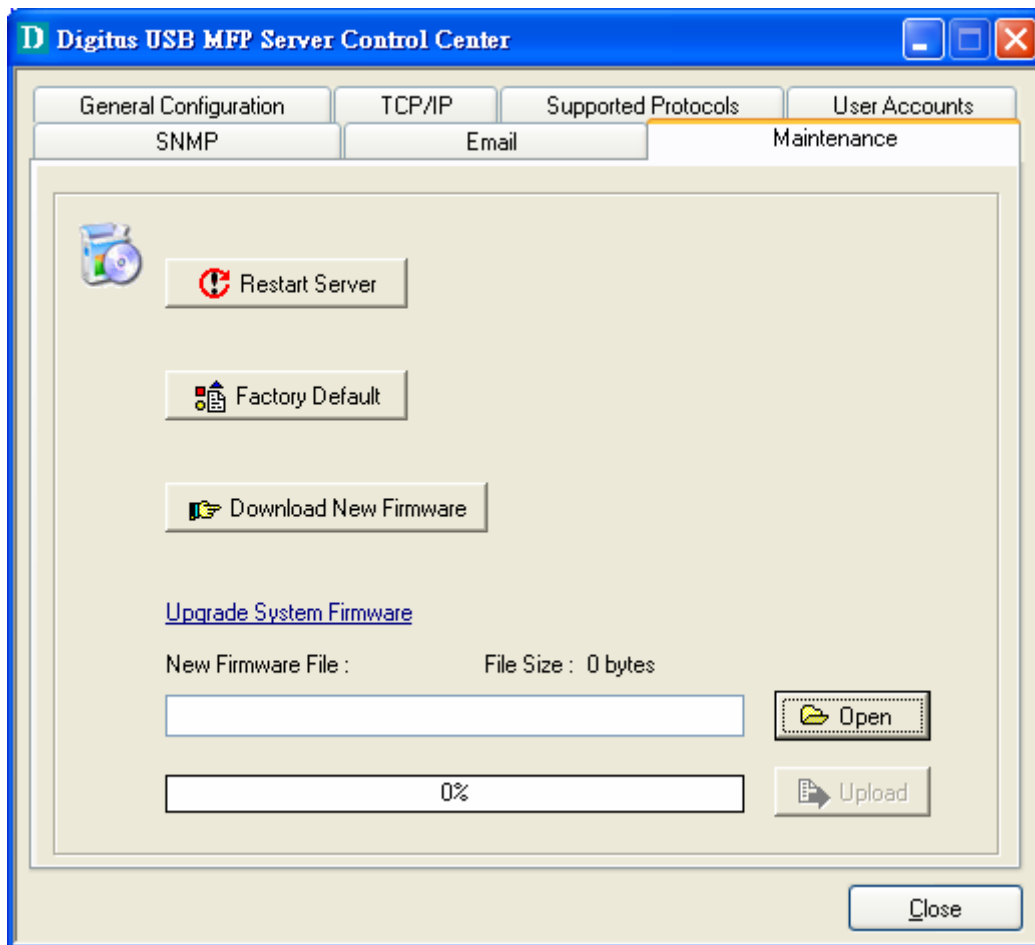 D Digitus USB MFP Server Control Center
General Configuration TCP/IP Supported Protocols User Accounts
SNMP Email Maintenance
Restart Server
Factory Default
Download New Firmware
Upgrade System Firmware
New Firmware File : File Size : 0 bytes
Open
0% Upload
Close